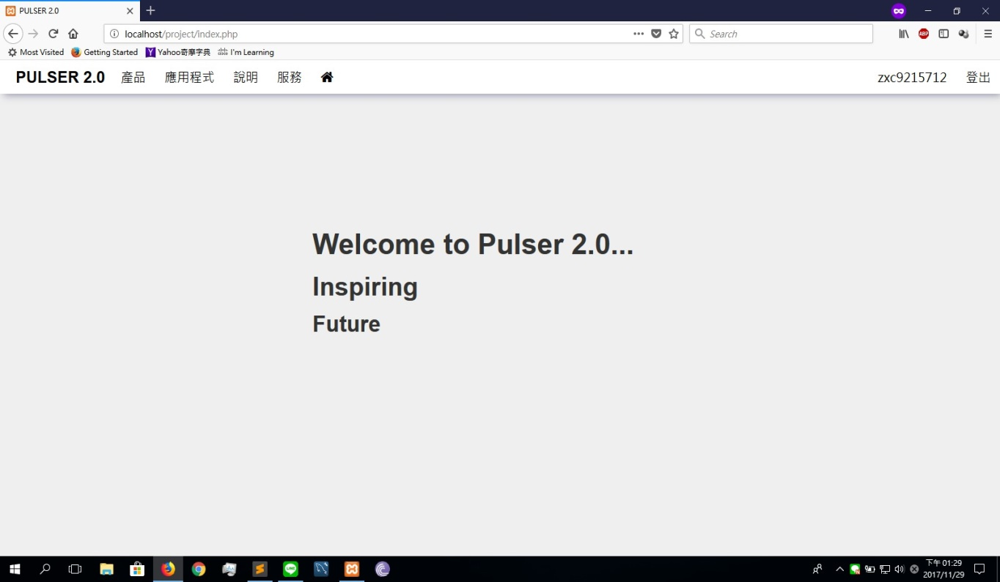 PULSER 2.0
localhost/project/index.php
Search
Most Visited Getting Started Yahoo奇摩字典 I'm Learning
PULSER 2.0 產品 應用程式 說明 服務 zxc9215712 登出
Welcome to Pulser 2.0...
Inspiring
Future
下午 01:29
2017/11/29